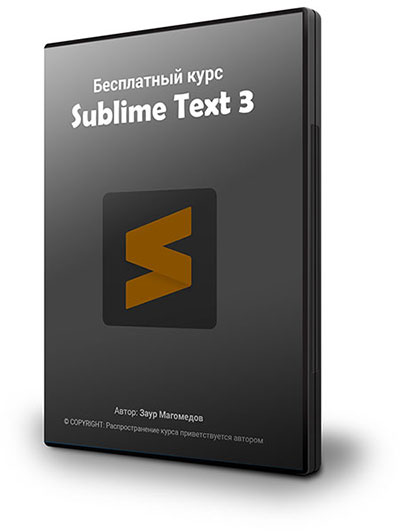 Бесплатный курс
Sublime Text 3
Автор: Заур Магомедов
© COPYRIGHT: Распространение курса приветствуется автором